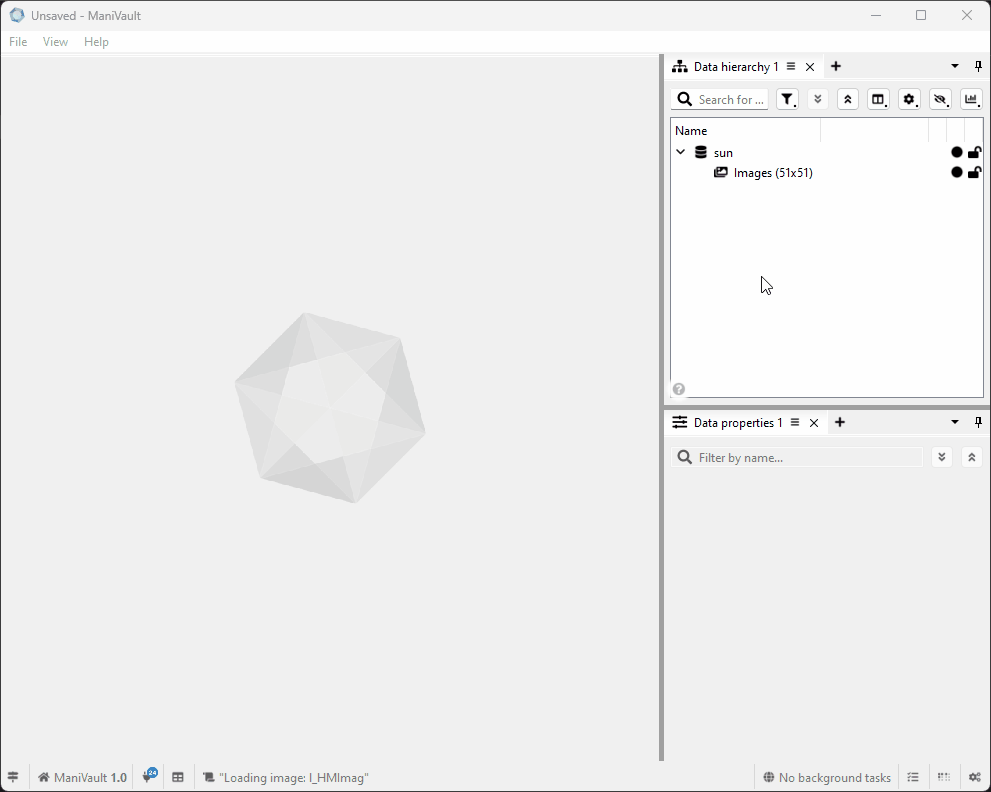 Unsaved - ManiVault
File View Help
Data hierarchy 1
Search for ...
Name
sun
Images (51x51)
?
Data properties 1
Filter by name...
ManiVault 1.0
24
"Loading image: I_HMImag"
No background tasks